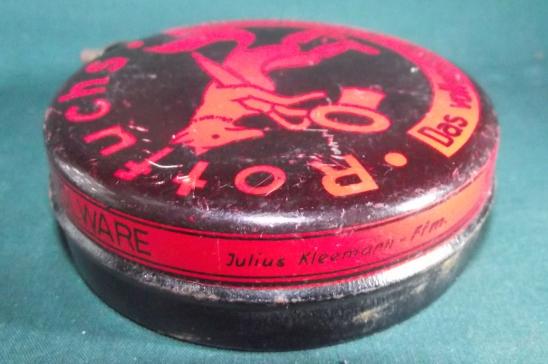 Rotfuchs
Das
WARE
Julius Kleemann - Ffm.